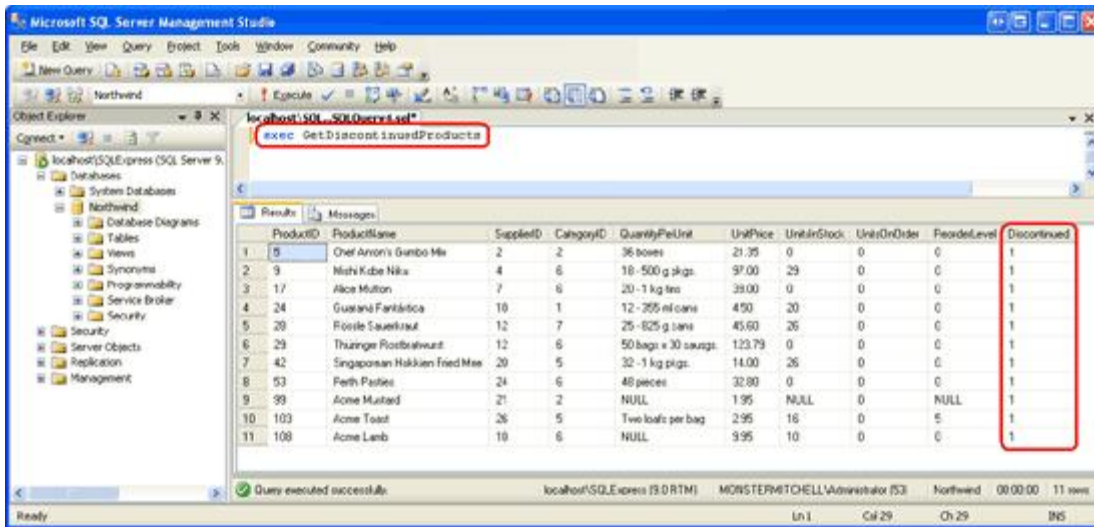 Microsoft SQL Server Management Studio
File Edit View Query Project Tools Window Community Help
New Query
Northwind Execute
Object Explorer
Connect
localhost\SQLExpress (SQL Server 9.
Databases
System Databases
Northwind
Database Diagrams
Tables
Views
Synonyms
Programmability
Service Broker
Security
Security
Server Objects
Replication
Management
localhost\SQL...SQLQuery4.sql*
exec GetDiscontinuedProducts
Results Messages
ProductID ProductName SupplierID CategoryID QuantityPerUnit UnitPrice UnitsInStock UnitsOnOrder ReorderLevel Discontinued
1 5 Chef Anton's Gumbo Mix 2 2 36 boxes 21.35 0 0 0 1
2 9 Mishi Kobe Niku 4 6 18 - 500 g pkgs. 97.00 29 0 0 1
3 17 Alice Mutton 7 6 20 - 1 kg tins 39.00 0 0 0 1
4 24 Guaraná Fantástica 10 1 12 - 355 ml cans 4.50 20 0 0 1
5 28 Rössle Sauerkraut 12 7 25 - 825 g cans 45.60 26 0 0 1
6 29 Thüringer Rostbratwurst 12 6 50 bags x 30 sausgs. 123.79 0 0 0 1
7 42 Singaporean Hokkien Fried Mee 20 5 32 - 1 kg pkgs. 14.00 26 0 0 1
8 53 Perth Pasties 24 6 48 pieces 32.80 0 0 0 1
9 99 Acme Mustard 21 2 NULL 1.95 NULL 0 NULL 1
10 103 Acme Toast 26 5 Two loafs per bag 2.95 16 0 5 1
11 108 Acme Lamb 18 6 NULL 9.95 10 0 0 1
Query executed successfully. localhost\SQLExpress (9.0 RTM) MONSTERMITCHELL\Administrator (53) Northwind 00:00:00 11 rows
Ready Ln 1 Col 29 Ch 29 INS